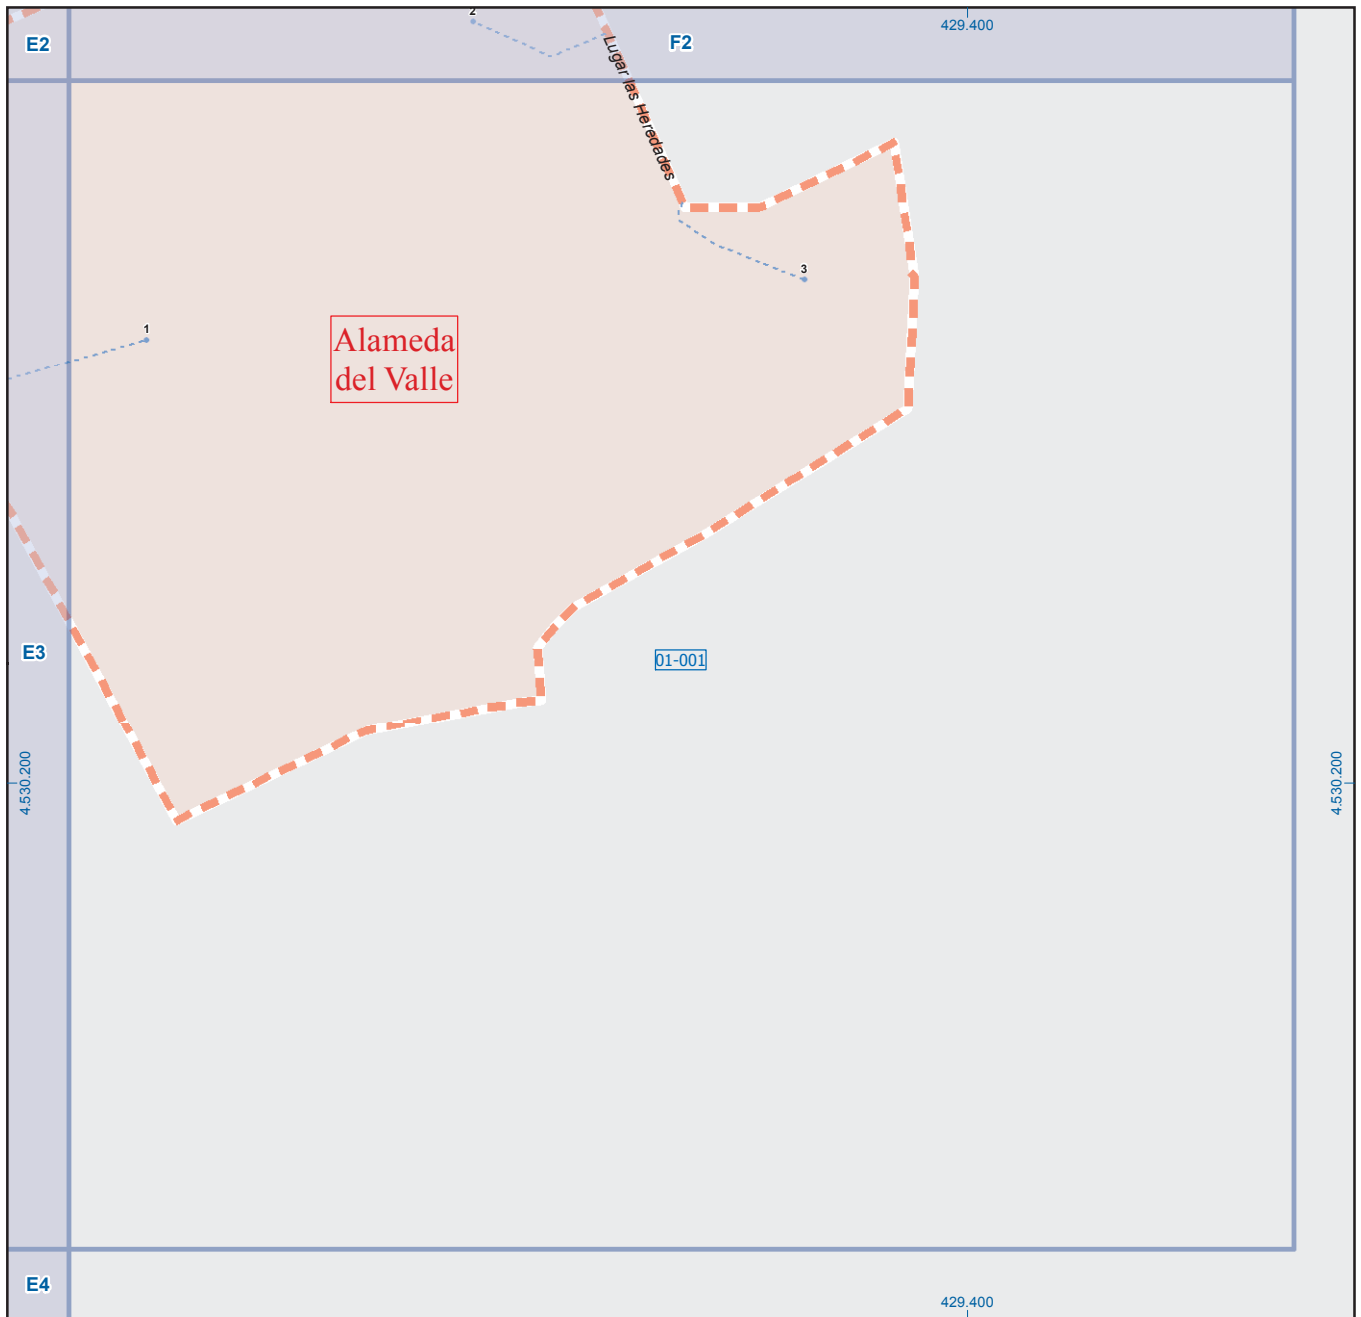 2
429.400
E2
F2
Lugar las Heredades
3
1
Alameda
del Valle
E3
01-001
4.530.200
4.530.200
E4
429.400